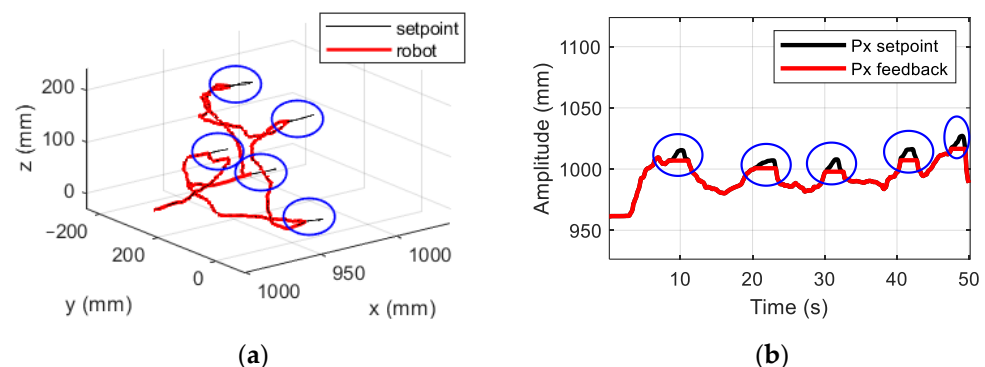 setpoint
robot
200
100
0
z (mm)
−200
200
0
y (mm)
1000
950
1000
x (mm)
(a)
Px setpoint
Px feedback
1100
1050
1000
950
Amplitude (mm)
10
20
30
40
50
Time (s)
(b)